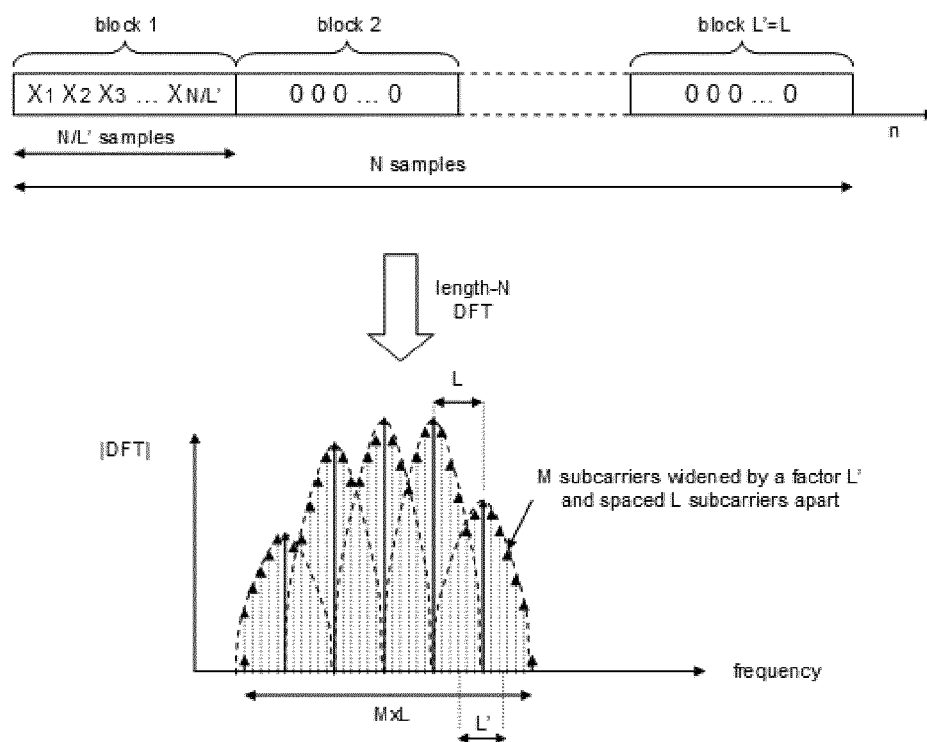 block 1
block 2
block L'=L
X1 X2 X3 ... XN/L'
0 0 0 ... 0
0 0 0 ... 0
n
N/L' samples
N samples
length-N
DFT
L
|DFT|
M subcarriers widened by a factor L'
and spaced L subcarriers apart
frequency
MxL
L'